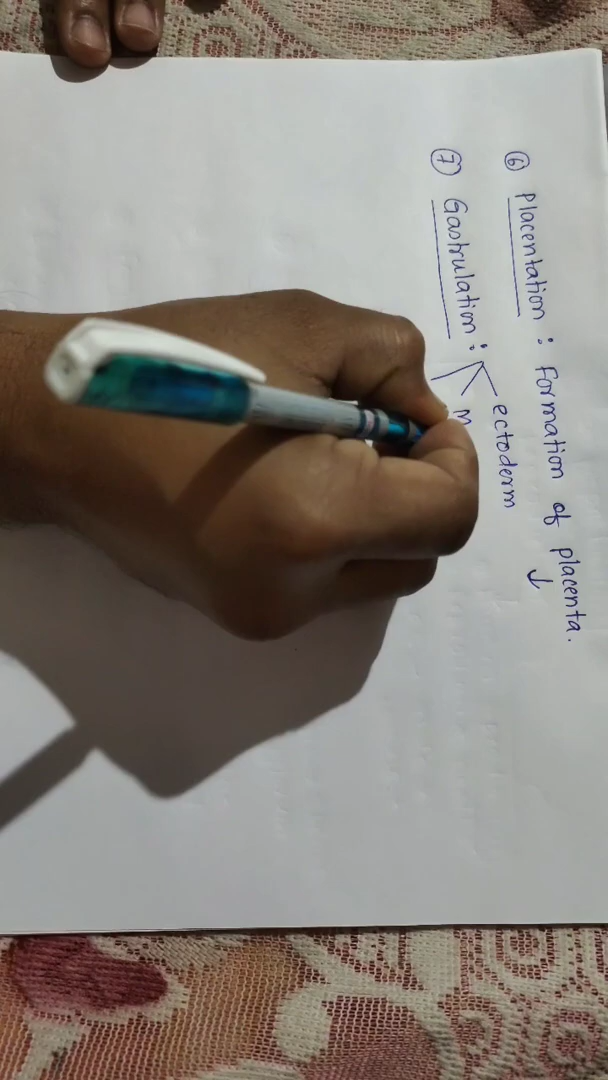 ⑥ Placentation : Formation of placenta.
↓
⑦ Gastrulation : ectoderm
m